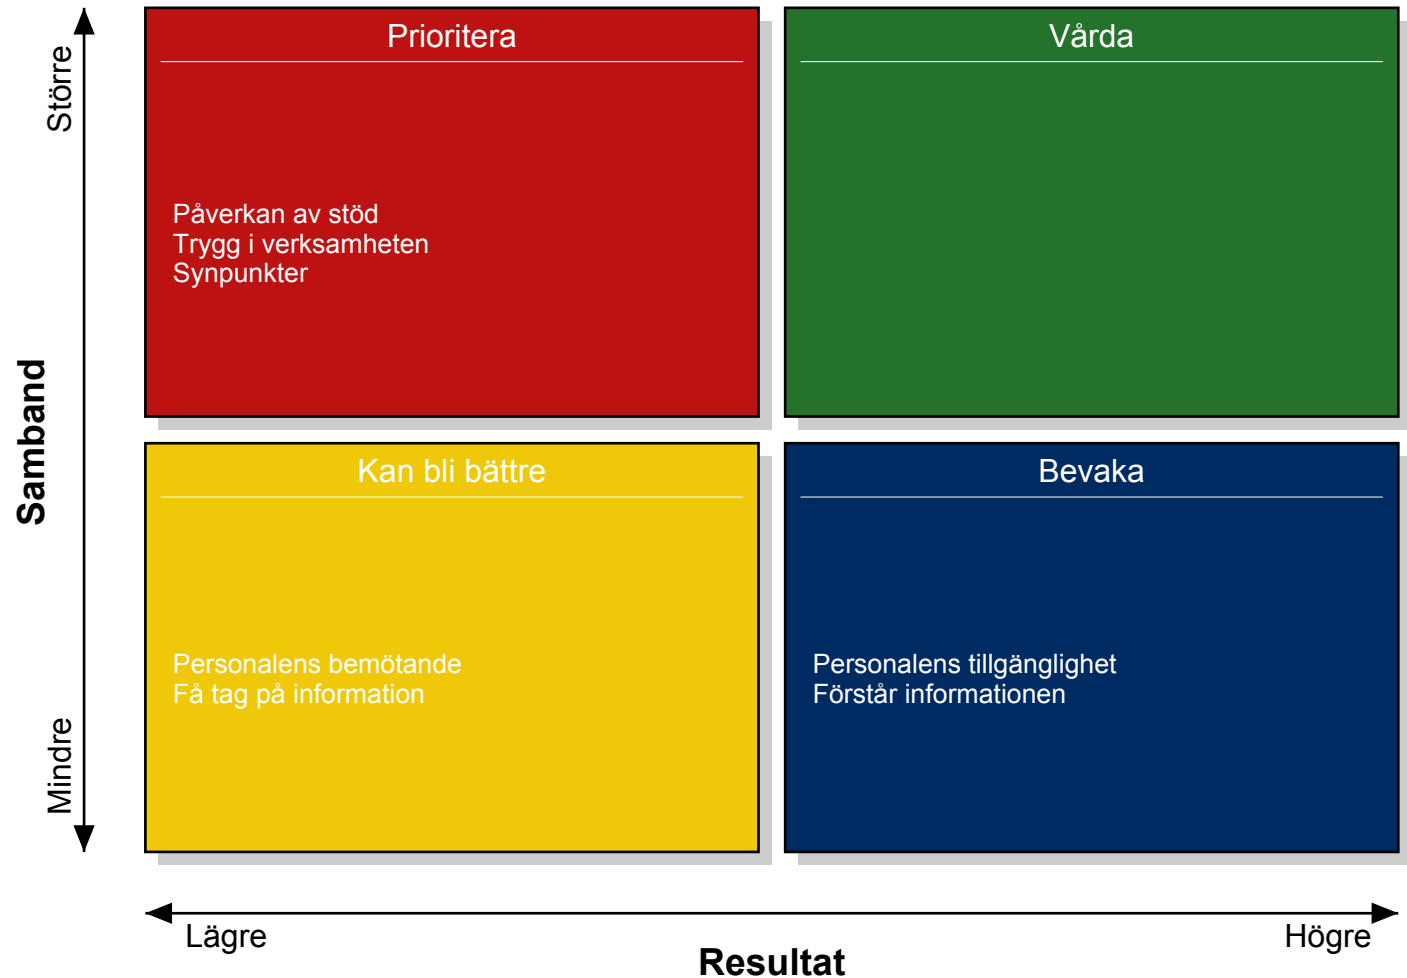 Större
Samband
Mindre
Prioritera
Påverkan av stöd
Trygg i verksamheten
Synpunkter
Vårda
Kan bli bättre
Personalens bemötande
Få tag på information
Bevaka
Personalens tillgänglighet
Förstår informationen
Lägre
Resultat
Högre